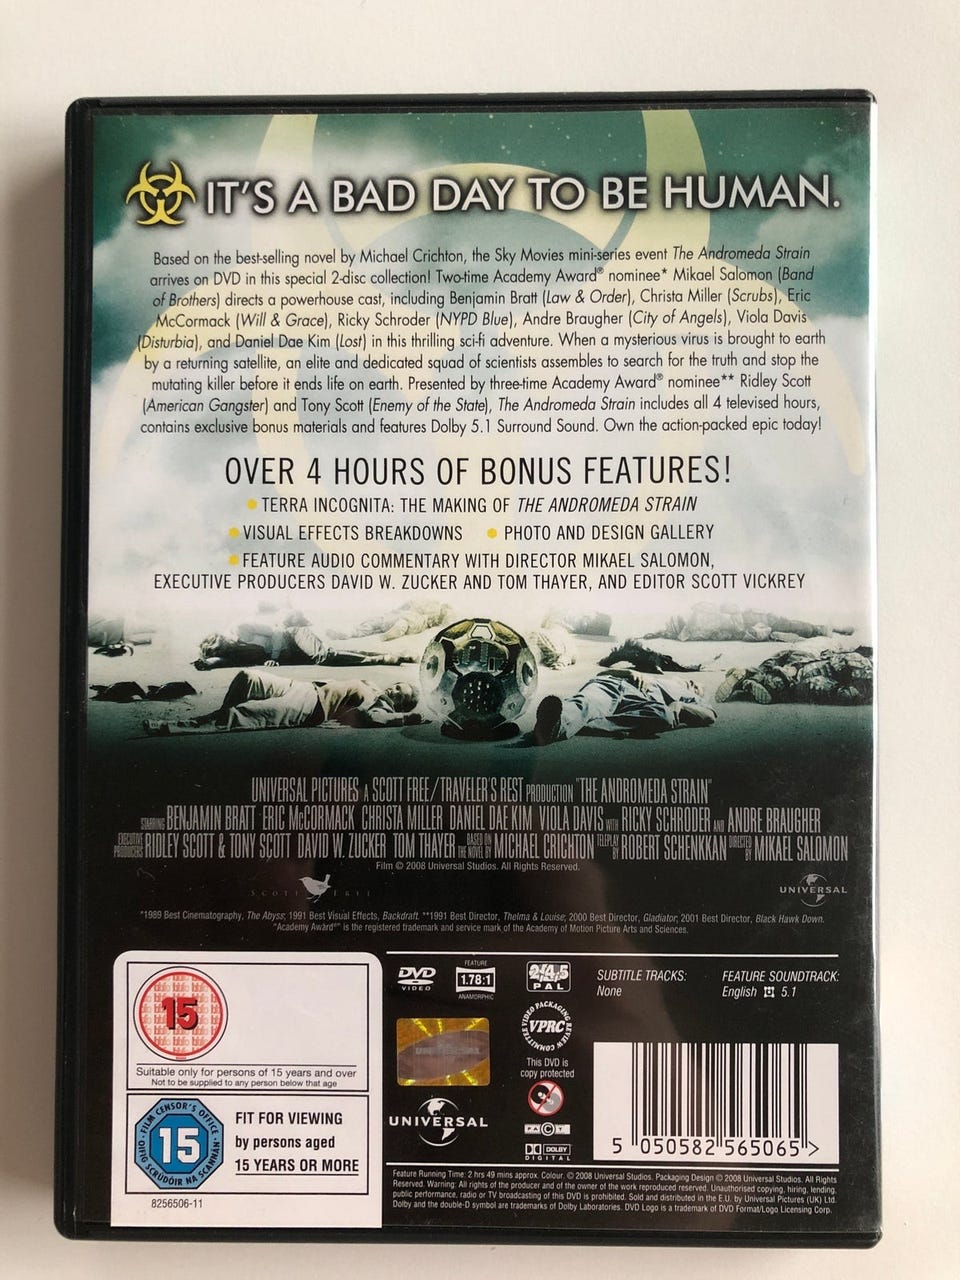 IT'S A BAD DAY TO BE HUMAN.
Based on the best-selling novel by Michael Crichton, the Sky Movies mini-series event The Andromeda Strain
arrives on DVD in this special 2-disc collection! Two-time Academy Award® nominee* Mikael Salomon (Band
of Brothers) directs a powerhouse cast, including Benjamin Bratt (Law & Order), Christa Miller (Scrubs), Eric
McCormack (Will & Grace), Ricky Schroder (NYPD Blue), Andre Braugher (City of Angels), Viola Davis
(Disturbia), and Daniel Dae Kim (Lost) in this thrilling sci-fi adventure. When a mysterious virus is brought to earth
by a returning satellite, an elite and dedicated squad of scientists assembles to search for the truth and stop the
mutating killer before it ends life on earth. Presented by three-time Academy Award® nominee** Ridley Scott
(American Gangster) and Tony Scott (Enemy of the State), The Andromeda Strain includes all 4 televised hours,
contains exclusive bonus materials and features Dolby 5.1 Surround Sound. Own the action-packed epic today!
OVER 4 HOURS OF BONUS FEATURES!
• TERRA INCOGNITA: THE MAKING OF THE ANDROMEDA STRAIN
• VISUAL EFFECTS BREAKDOWNS • PHOTO AND DESIGN GALLERY
• FEATURE AUDIO COMMENTARY WITH DIRECTOR MIKAEL SALOMON,
EXECUTIVE PRODUCERS DAVID W. ZUCKER AND TOM THAYER, AND EDITOR SCOTT VICKREY
UNIVERSAL PICTURES A SCOTT FREE/TRAVELER'S REST PRODUCTION "THE ANDROMEDA STRAIN"
STARRING BENJAMIN BRATT ERIC McCORMACK CHRISTA MILLER DANIEL DAE KIM VIOLA DAVIS WITH RICKY SCHRODER AND ANDRE BRAUGHER
EXECUTIVE PRODUCERS RIDLEY SCOTT & TONY SCOTT DAVID W. ZUCKER TOM THAYER BASED ON THE NOVEL BY MICHAEL CRICHTON TELEPLAY BY ROBERT SCHENKKAN DIRECTED BY MIKAEL SALOMON
Film © 2008 Universal Studios. All Rights Reserved.
SCOTT FREE
UNIVERSAL
*1989 Best Cinematography, The Abyss; 1991 Best Visual Effects, Backdraft. **1991 Best Director, Thelma & Louise; 2000 Best Director, Gladiator; 2001 Best Director, Black Hawk Down.
"Academy Award®" is the registered trademark and service mark of the Academy of Motion Picture Arts and Sciences.
15
Suitable only for persons of 15 years and over
Not to be supplied to any person below that age
FILM CENSOR'S OFFICE
OIFIG SCRÚDÓIR NA SCANNÁN
15
FIT FOR VIEWING
by persons aged
15 YEARS OR MORE
8256506-11
DVD
VIDEO
FEATURE
1.78:1
ANAMORPHIC
2/4/5
PAL
SUBTITLE TRACKS:
None
FEATURE SOUNDTRACK:
English 5.1
VIDEO PACKAGING REVIEW COMMITTEE
VPRC
This DVD is
copy protected
UNIVERSAL
FACT
DOLBY
DIGITAL
5 050582 565065 >
Feature Running Time: 2 hrs 49 mins approx. Colour. © 2008 Universal Studios. Packaging Design © 2008 Universal Studios. All Rights
Reserved. Warning: All rights of the producer and of the owner of the work reproduced reserved. Unauthorised copying, hiring, lending,
public performance, radio or TV broadcasting of this DVD is prohibited. Sold and distributed in the E.U. by Universal Pictures (UK) Ltd.
Dolby and the double-D symbol are trademarks of Dolby Laboratories. DVD Logo is a trademark of DVD Format/Logo Licensing Corp.